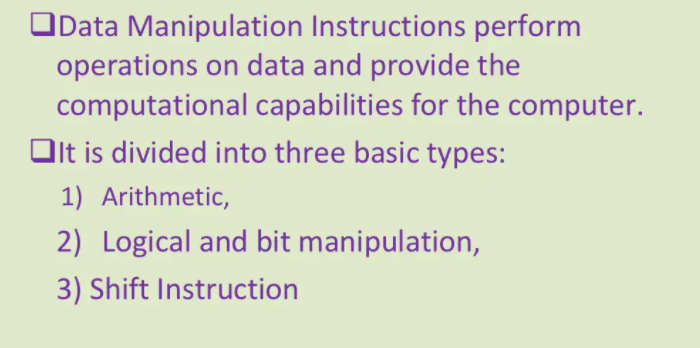 ❑Data Manipulation Instructions perform
operations on data and provide the
computational capabilities for the computer.
❑It is divided into three basic types:
1) Arithmetic,
2) Logical and bit manipulation,
3) Shift Instruction